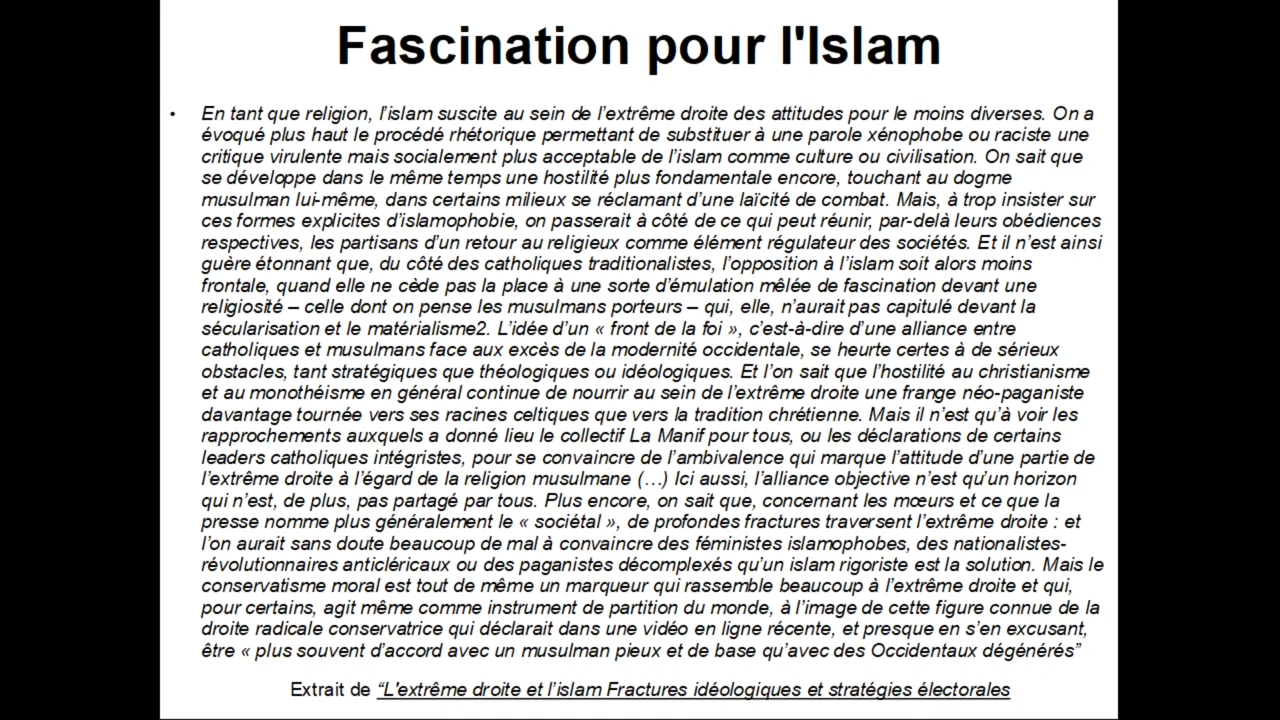 Fascination pour l'Islam
• En tant que religion, l’islam suscite au sein de l’extrême droite des attitudes pour le moins diverses. On a
évoqué plus haut le procédé rhétorique permettant de substituer à une parole xénophobe ou raciste une
critique virulente mais socialement plus acceptable de l’islam comme culture ou civilisation. On sait que
se développe dans le même temps une hostilité plus fondamentale encore, touchant au dogme
musulman lui-même, dans certains milieux se réclamant d’une laïcité de combat. Mais, à trop insister sur
ces formes explicites d’islamophobie, on passerait à côté de ce qui peut réunir, par-delà leurs obédiences
respectives, les partisans d’un retour au religieux comme élément régulateur des sociétés. Et il n’est ainsi
guère étonnant que, du côté des catholiques traditionalistes, l’opposition à l’islam soit alors moins
frontale, quand elle ne cède pas la place à une sorte d’émulation mêlée de fascination devant une
religiosité – celle dont on pense les musulmans porteurs – qui, elle, n’aurait pas capitulé devant la
sécularisation et le matérialisme2. L’idée d’un « front de la foi », c’est-à-dire d’une alliance entre
catholiques et musulmans face aux excès de la modernité occidentale, se heurte certes à de sérieux
obstacles, tant stratégiques que théologiques ou idéologiques. Et l’on sait que l’hostilité au christianisme
et au monothéisme en général continue de nourrir au sein de l’extrême droite une frange néo-paganiste
davantage tournée vers ses racines celtiques que vers la tradition chrétienne. Mais il n’est qu’à voir les
rapprochements auxquels a donné lieu le collectif La Manif pour tous, ou les déclarations de certains
leaders catholiques intégristes, pour se convaincre de l’ambivalence qui marque l’attitude d’une partie de
l’extrême droite à l’égard de la religion musulmane (…) Ici aussi, l’alliance objective n’est qu’un horizon
qui n’est, de plus, pas partagé par tous. Plus encore, on sait que, concernant les mœurs et ce que la
presse nomme plus généralement le « sociétal », de profondes fractures traversent l’extrême droite : et
l’on aurait sans doute beaucoup de mal à convaincre des féministes islamophobes, des nationalistes-
révolutionnaires anticléricaux ou des paganistes décomplexés qu’un islam rigoriste est la solution. Mais le
conservatisme moral est tout de même un marqueur qui rassemble beaucoup à l’extrême droite et qui,
pour certains, agit même comme instrument de partition du monde, à l’image de cette figure connue de la
droite radicale conservatrice qui déclarait dans une vidéo en ligne récente, et presque en s’en excusant,
être « plus souvent d’accord avec un musulman pieux et de base qu’avec des Occidentaux dégénérés”
Extrait de “L'extrême droite et l’islam Fractures idéologiques et stratégies électorales